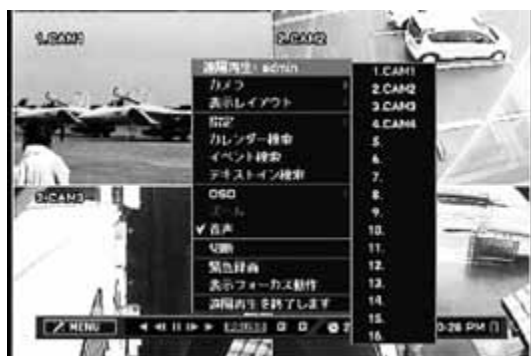 1.CAM1
2.CAM2
3-CAM3
遠隔再生: admin
カメラ
表示レイアウト
設定
カレンダー検索
イベント検索
テキストイン検索
OSD
ズーム
✔ 音声
切断
緊急録画
表示フォーカス動作
遠隔再生を終了します
1.CAM1
2.CAM2
3.CAM3
4.CAM4
5.
6.
7.
8.
9.
10.
11.
12.
13.
14.
15.
16.
MENU
0:26 PM